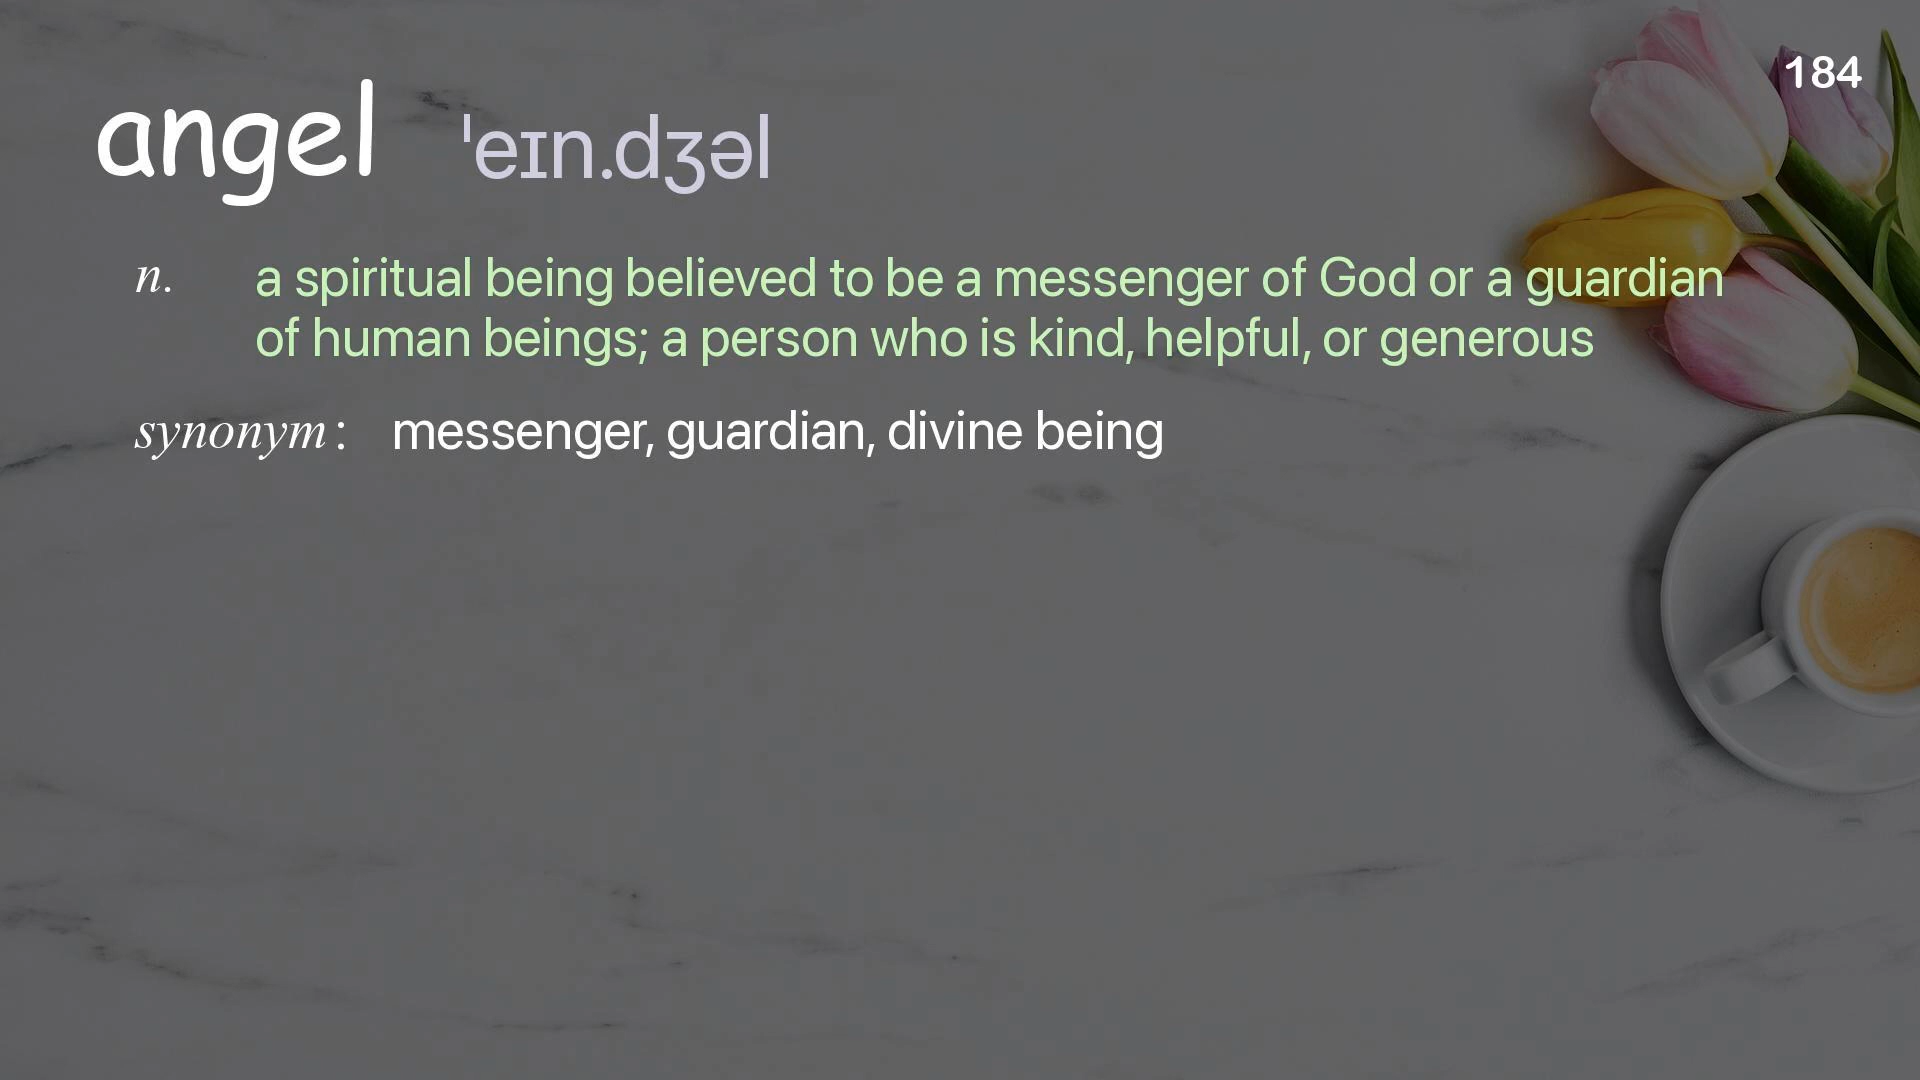 184
angel ˈeɪn.dʒəl
n. a spiritual being believed to be a messenger of God or a guardian
of human beings; a person who is kind, helpful, or generous
synonym: messenger, guardian, divine being